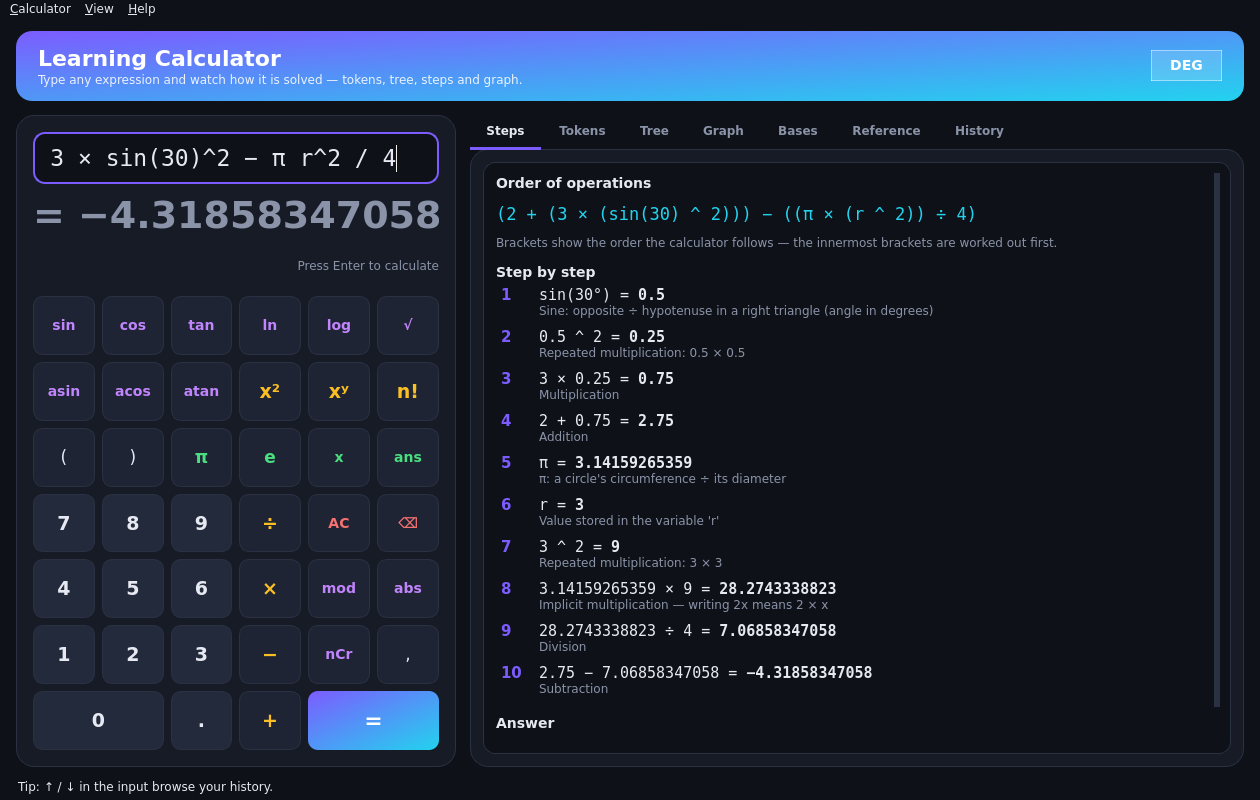 Calculator View Help
Learning Calculator
Type any expression and watch how it is solved — tokens, tree, steps and graph.
DEG
3 × sin(30)^2 − π r^2 / 4
= −4.31858347058
Press Enter to calculate
sin cos tan ln log √
asin acos atan x² xʸ n!
( ) π e x ans
7 8 9 ÷ AC ⌫
4 5 6 × mod abs
1 2 3 − nCr ,
0 . + =
Steps Tokens Tree Graph Bases Reference History
Order of operations
(2 + (3 × (sin(30) ^ 2))) − ((π × (r ^ 2)) ÷ 4)
Brackets show the order the calculator follows — the innermost brackets are worked out first.
Step by step
1 sin(30°) = 0.5
Sine: opposite ÷ hypotenuse in a right triangle (angle in degrees)
2 0.5 ^ 2 = 0.25
Repeated multiplication: 0.5 × 0.5
3 3 × 0.25 = 0.75
Multiplication
4 2 + 0.75 = 2.75
Addition
5 π = 3.14159265359
π: a circle's circumference ÷ its diameter
6 r = 3
Value stored in the variable 'r'
7 3 ^ 2 = 9
Repeated multiplication: 3 × 3
8 3.14159265359 × 9 = 28.2743338823
Implicit multiplication — writing 2x means 2 × x
9 28.2743338823 ÷ 4 = 7.06858347058
Division
10 2.75 − 7.06858347058 = −4.31858347058
Subtraction
Answer
Tip: ↑ / ↓ in the input browse your history.